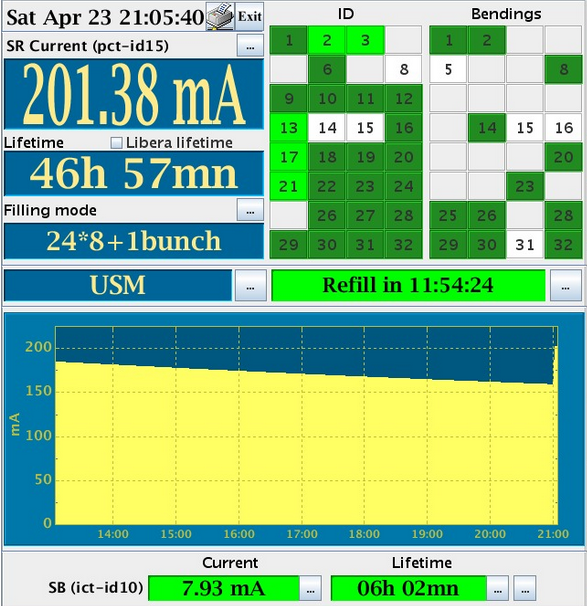 Sat Apr 23 21:05:40 Exit
SR Current (pct-id15) ...
201.38 mA
Lifetime Libera lifetime
46h 57mn
Filling mode ...
24*8+1bunch
ID
1 2 3
6 8
9 10 11 12
13 14 15 16
17 18 19 20
21 22 23 24
26 27 28
29 30 31 32
Bendings
1 2
5 8
14 15 16
20
23
25 26 28
29 30 31 32
USM ... Refill in 11:54:24 ...
200
150
100
50
0
mA
14:00 15:00 16:00 17:00 18:00 19:00 20:00 21:00
Current Lifetime
SB (ict-id10) 7.93 mA ... 06h 02mn ... ...